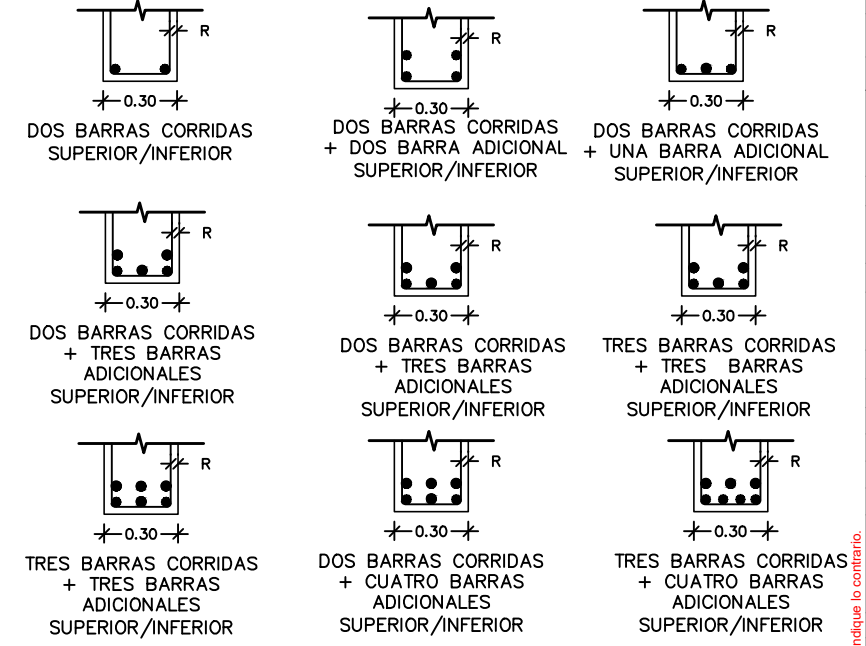 R
0.30
DOS BARRAS CORRIDAS
SUPERIOR/INFERIOR
R
0.30
DOS BARRAS CORRIDAS
+ DOS BARRA ADICIONAL
SUPERIOR/INFERIOR
R
0.30
DOS BARRAS CORRIDAS
+ UNA BARRA ADICIONAL
SUPERIOR/INFERIOR
R
0.30
DOS BARRAS CORRIDAS
+ TRES BARRAS
ADICIONALES
SUPERIOR/INFERIOR
R
0.30
DOS BARRAS CORRIDAS
+ TRES BARRAS
ADICIONALES
SUPERIOR/INFERIOR
R
0.30
TRES BARRAS CORRIDAS
+ TRES BARRAS
ADICIONALES
SUPERIOR/INFERIOR
R
0.30
TRES BARRAS CORRIDAS
+ TRES BARRAS
ADICIONALES
SUPERIOR/INFERIOR
R
0.30
DOS BARRAS CORRIDAS
+ CUATRO BARRAS
ADICIONALES
SUPERIOR/INFERIOR
R
0.30
TRES BARRAS CORRIDAS
+ CUATRO BARRAS
ADICIONALES
SUPERIOR/INFERIOR
ndique lo contrario.